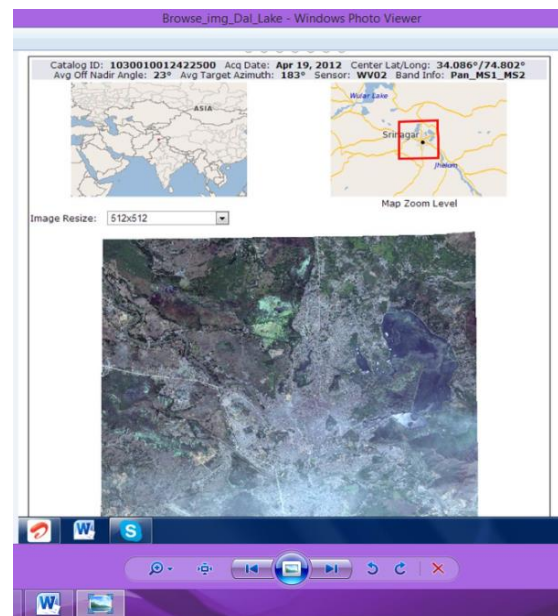 Browse_img_Dal_Lake - Windows Photo Viewer
Catalog ID: 1030010012422500 Acq Date: Apr 19, 2012 Center Lat/Long: 34.086°/74.802°
Avg Off Nadir Angle: 23° Avg Target Azimuth: 183° Sensor: WV02 Band Info: Pan_MS1_MS2
ASIA
Wular Lake
Srinagar
Jhelum
Map Zoom Level
Image Resize: 512x512
W S
W